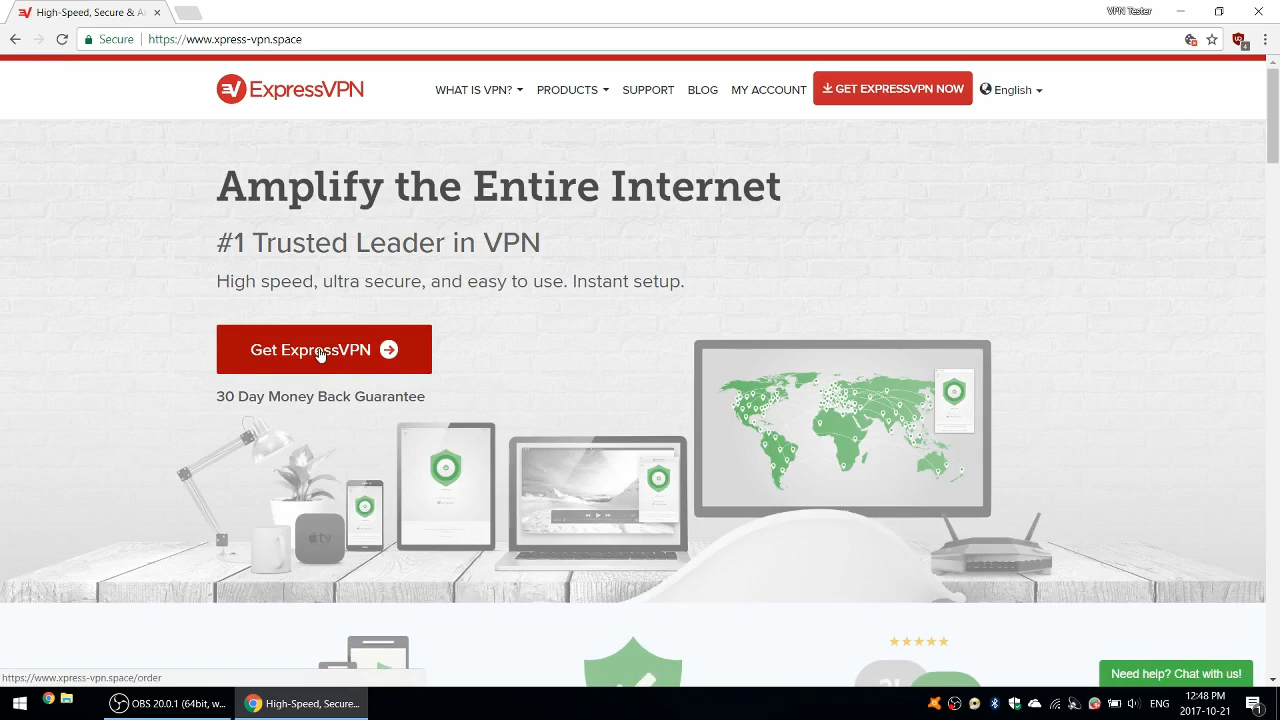 High-Speed, Secure & A
VPN Tester
Secure
https://www.xpress-vpn.space
4
ExpressVPN
WHAT IS VPN?
PRODUCTS
SUPPORT
BLOG
MY ACCOUNT
GET EXPRESSVPN NOW
English
Amplify the Entire Internet
#1 Trusted Leader in VPN
High speed, ultra secure, and easy to use. Instant setup.
Get ExpressVPN
30 Day Money Back Guarantee
tv
https://www.xpress-vpn.space/order
Need help? Chat with us!
OBS 20.0.1 (64bit, w...
High-Speed, Secure...
ENG
12:48 PM
2017-10-21
1